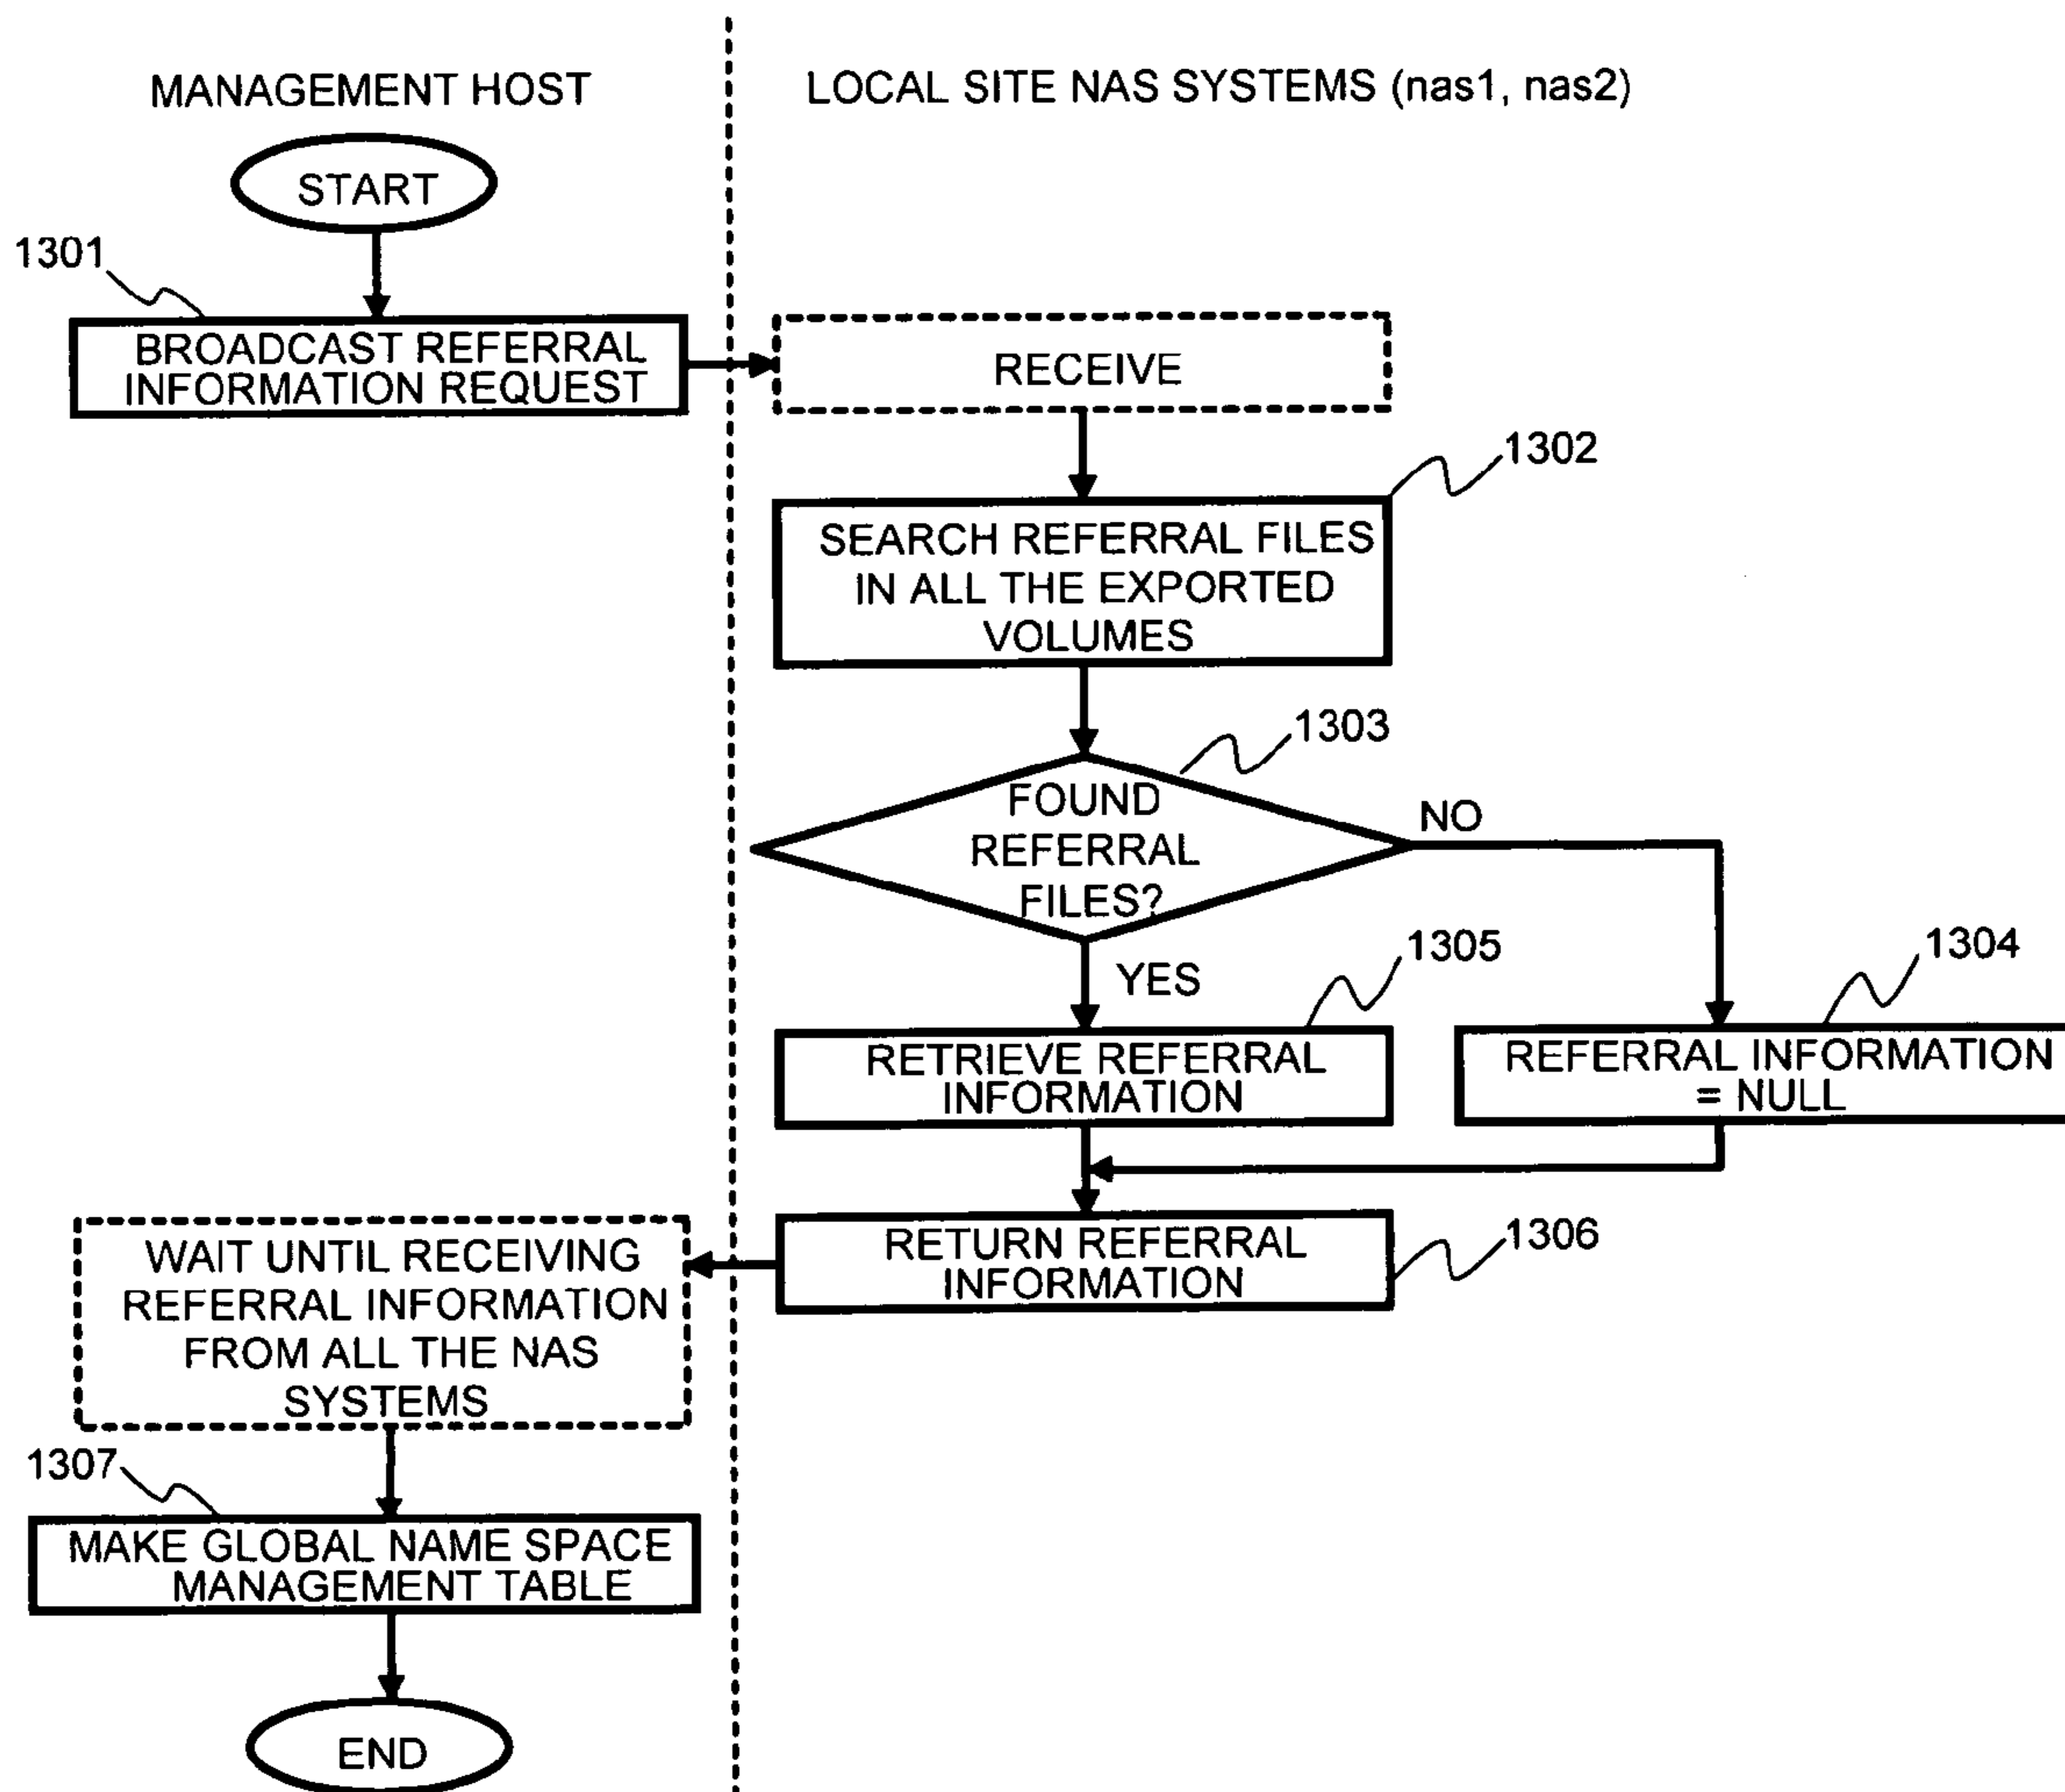 MANAGEMENT HOST
LOCAL SITE NAS SYSTEMS (nas1, nas2)
START
1301
BROADCAST REFERRAL
INFORMATION REQUEST
RECEIVE
1302
SEARCH REFERRAL FILES
IN ALL THE EXPORTED
VOLUMES
1303
FOUND
REFERRAL
FILES?
NO
YES
1305
1304
RETRIEVE REFERRAL
INFORMATION
REFERRAL INFORMATION
= NULL
1306
RETURN REFERRAL
INFORMATION
WAIT UNTIL RECEIVING
REFERRAL INFORMATION
FROM ALL THE NAS
SYSTEMS
1307
MAKE GLOBAL NAME SPACE
MANAGEMENT TABLE
END